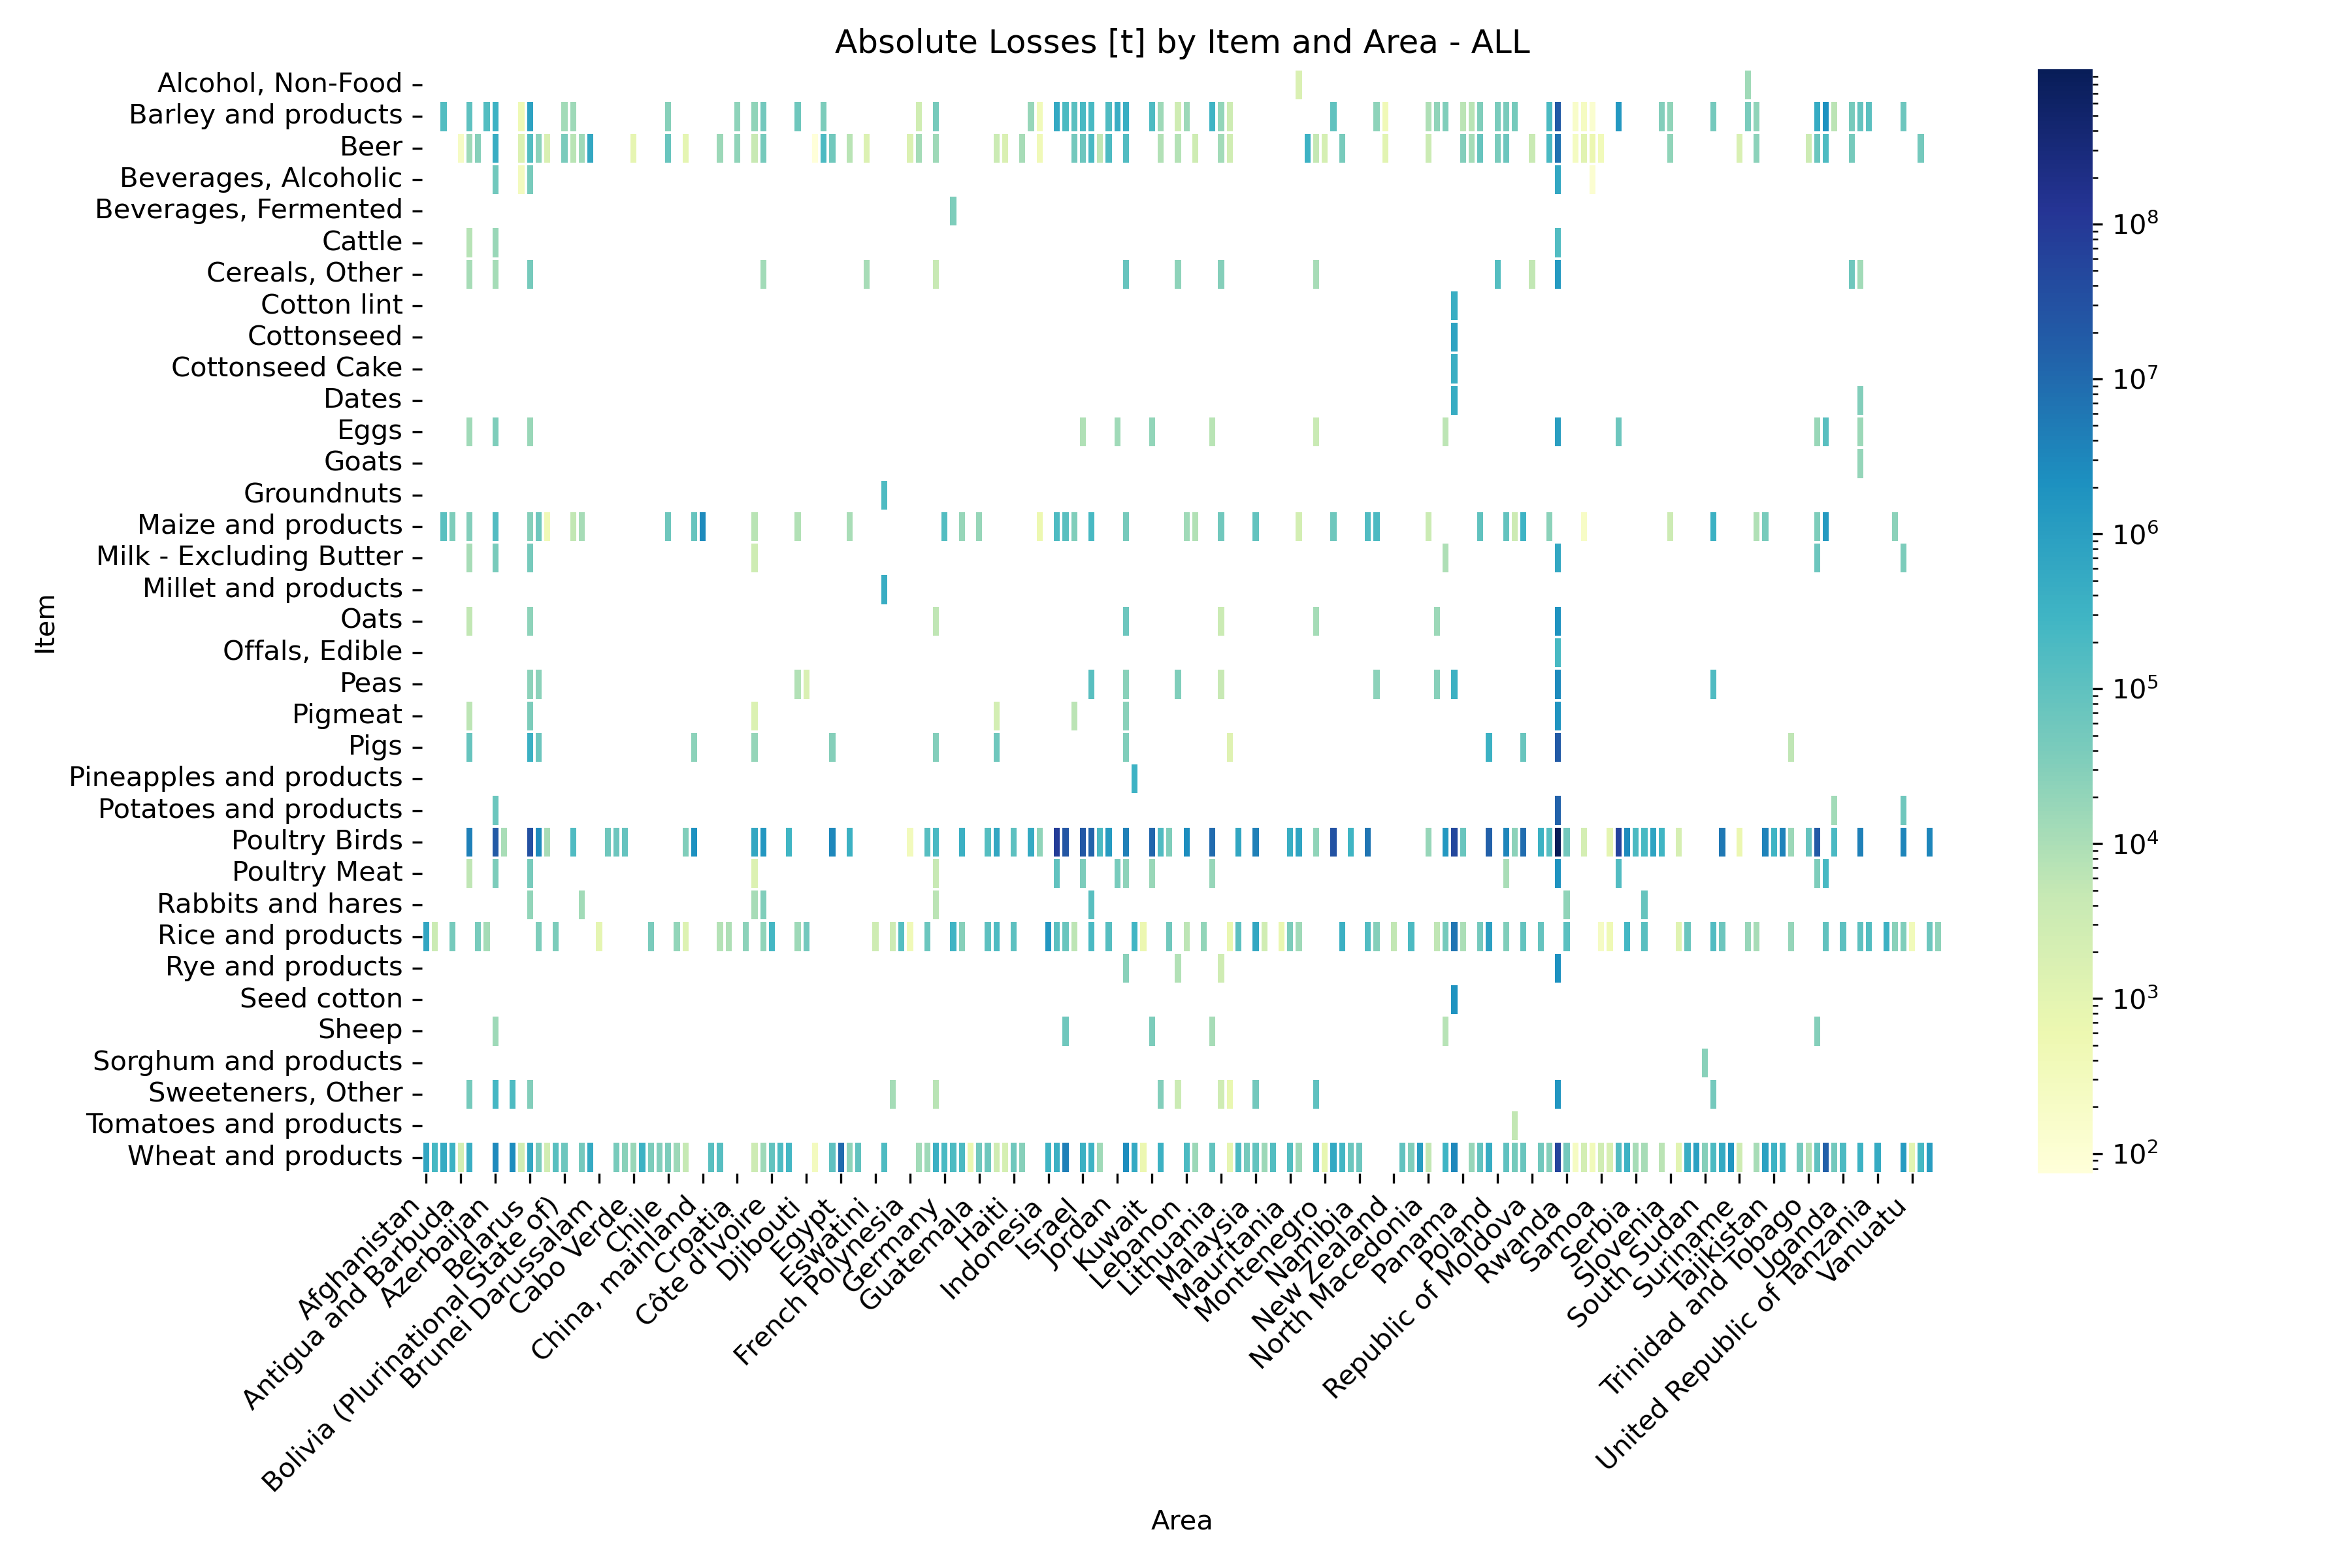 Absolute Losses [t] by Item and Area - ALL
Alcohol, Non-Food
Barley and products
Beer
Beverages, Alcoholic
Beverages, Fermented
Cattle
Cereals, Other
Cotton lint
Cottonseed
Cottonseed Cake
Dates
Eggs
Goats
Groundnuts
Maize and products
Milk - Excluding Butter
Millet and products
Oats
Offals, Edible
Peas
Pigmeat
Pigs
Pineapples and products
Potatoes and products
Poultry Birds
Poultry Meat
Rabbits and hares
Rice and products
Rye and products
Seed cotton
Sheep
Sorghum and products
Sweeteners, Other
Tomatoes and products
Wheat and products
Item
Afghanistan
Antigua and Barbuda
Azerbaijan
Belarus
Bolivia (Plurinational State of)
Brunei Darussalam
Cabo Verde
Chile
China, mainland
Croatia
Côte d'Ivoire
Djibouti
Egypt
Eswatini
French Polynesia
Germany
Guatemala
Haiti
Indonesia
Israel
Jordan
Kuwait
Lebanon
Lithuania
Malaysia
Mauritania
Montenegro
Namibia
New Zealand
North Macedonia
Panama
Poland
Republic of Moldova
Rwanda
Samoa
Serbia
Slovenia
South Sudan
Suriname
Tajikistan
Trinidad and Tobago
Uganda
United Republic of Tanzania
Vanuatu
Area
10⁸
10⁷
10⁶
10⁵
10⁴
10³
10²